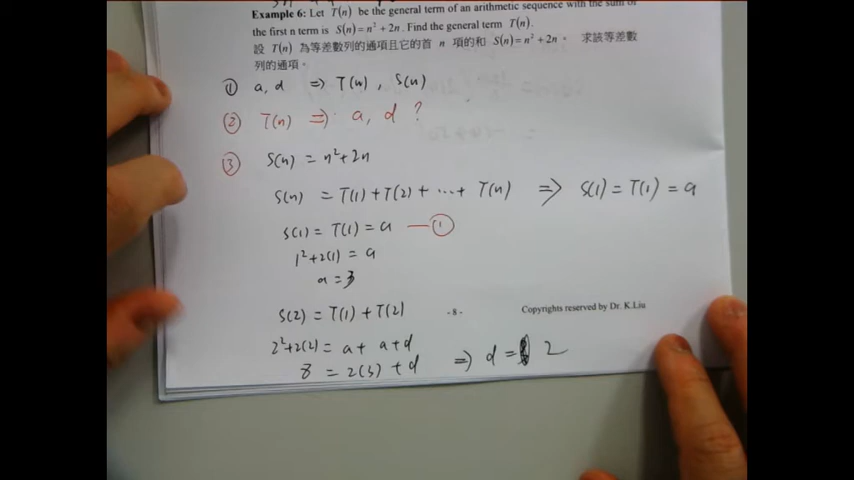 Example 6: Let T(n) be the general term of an arithmetic sequence with the sum of
the first n term is S(n) = n² + 2n. Find the general term T(n).
設 T(n) 為等差數列的通項且它的首 n 項的和 S(n) = n² + 2n。 求該等差數
列的通項。
① a, d ⇒ T(n), S(n)
② T(n) ⇒ a, d ?
③ S(n) = n²+2n
S(n) = T(1)+T(2)+ ... + T(n) ⇒ S(1) = T(1) = a
S(1) = T(1) = a —①
1²+2(1) = a
a = 3
S(2) = T(1)+T(2)
- 8 -
Copyrights reserved by Dr. K.Liu
2²+2(2) = a + a+d
8 = 2(3) + d ⇒ d = 2